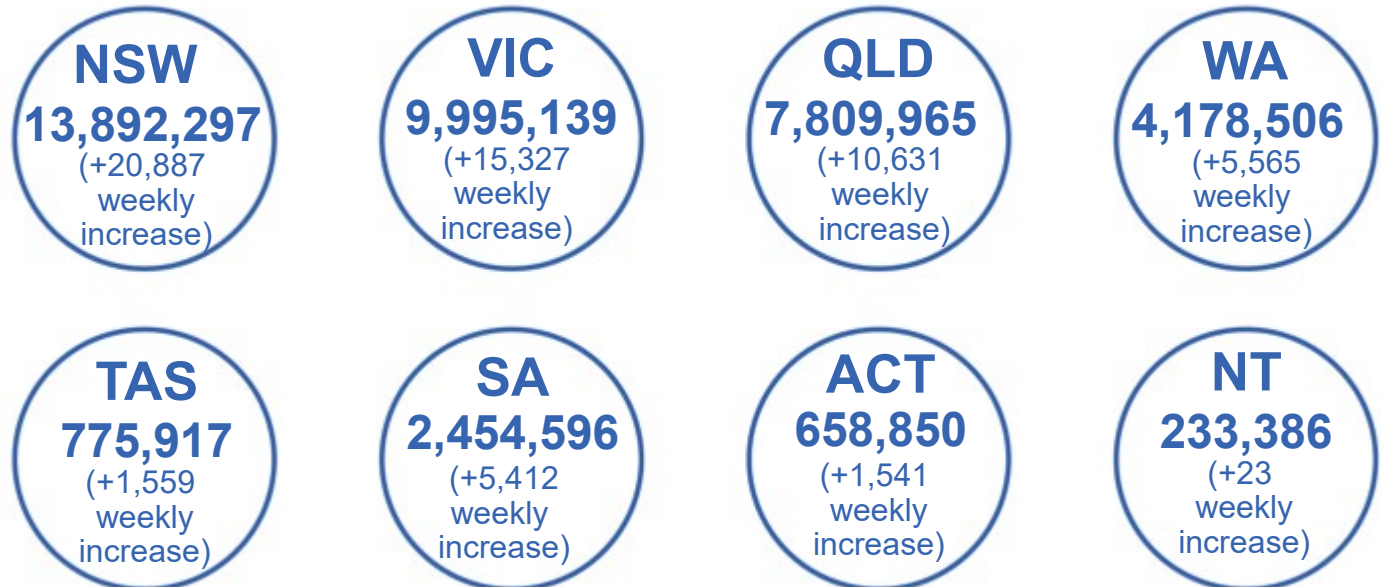 NSW
13,892,297
(+20,887
weekly
increase)
VIC
9,995,139
(+15,327
weekly
increase)
QLD
7,809,965
(+10,631
weekly
increase)
WA
4,178,506
(+5,565
weekly
increase)
TAS
775,917
(+1,559
weekly
increase)
SA
2,454,596
(+5,412
weekly
increase)
ACT
658,850
(+1,541
weekly
increase)
NT
233,386
(+23
weekly
increase)